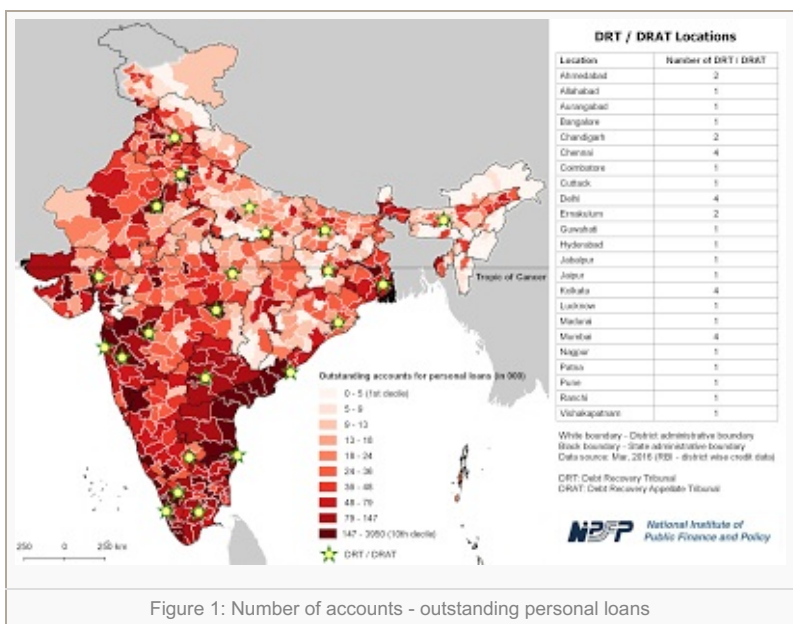 DRT / DRAT Locations
Location Number of DRT / DRAT
Ahmedabad 2
Allahabad 1
Aurangabad 1
Bangalore 1
Chandigarh 2
Chennai 4
Coimbatore 1
Cuttack 1
Delhi 4
Ernakulum 2
Guwahati 1
Hyderabad 1
Jabalpur 1
Jaipur 1
Kolkata 4
Lucknow 1
Madurai 1
Mumbai 4
Nagpur 1
Patna 1
Pune 1
Ranchi 1
Vishakapatnam 1
White boundary - District administrative boundary
Black boundary - State administrative boundary
Data source: Mar, 2016 (RBI - district wise credit data)
DRT: Debt Recovery Tribunal
DRAT: Debt Recovery Appellate Tribunal
NIPFP National Institute of
Public Finance and Policy
Tropic of Cancer
Outstanding accounts for personal loans (in 000)
0 - 5 (1st decile)
5 - 9
9 - 13
13 - 18
18 - 24
24 - 36
36 - 48
48 - 79
79 - 147
147 - 3050 (10th decile)
DRT / DRAT
250 0 250 km
Figure 1: Number of accounts - outstanding personal loans